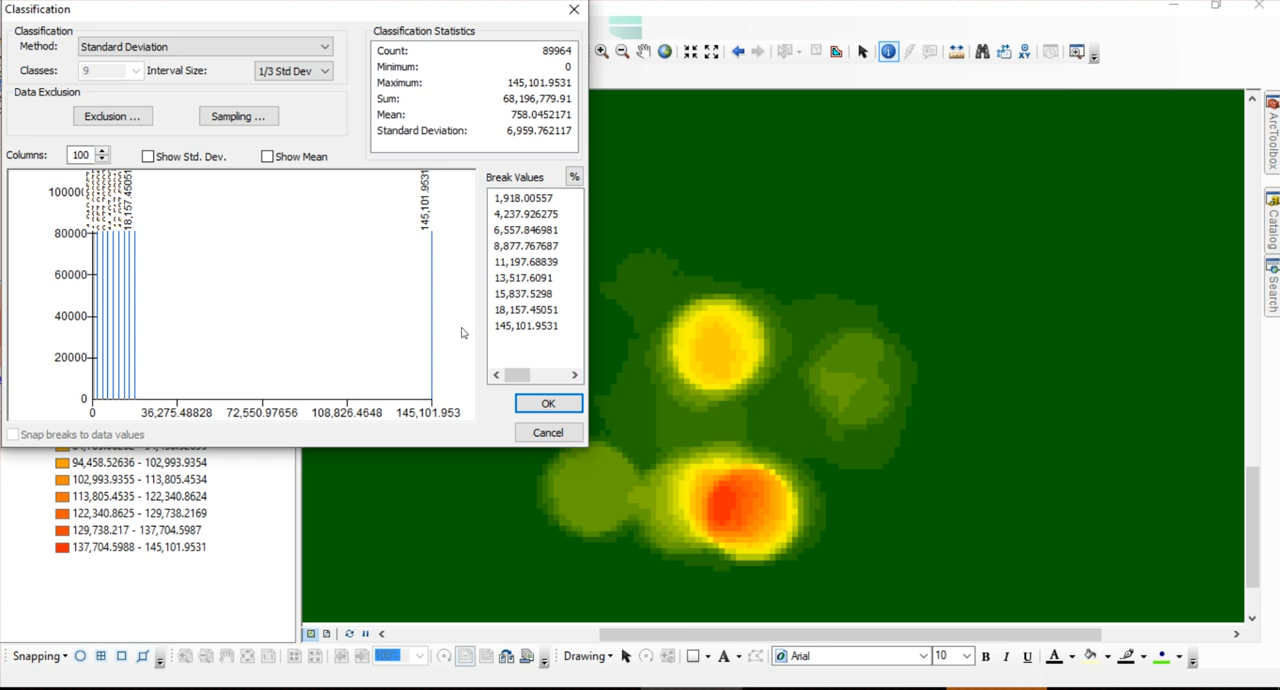 Classification
Classification
Method: Standard Deviation
Classes: 9 Interval Size: 1/3 Std Dev
Data Exclusion
Exclusion ... Sampling ...
Classification Statistics
Count: 89964
Minimum: 0
Maximum: 145,101.9531
Sum: 68,196,779.91
Mean: 758.0452171
Standard Deviation: 6,959.762117
Columns: 100 Show Std. Dev. Show Mean
Break Values %
1,918.00557
4,237.926275
6,557.846981
8,877.767687
11,197.68839
13,517.6091
15,837.5298
18,157.45051
145,101.9531
18,157.45051
145,101.9531
80000
60000
40000
20000
0
0 36,275.48828 72,550.97656 108,826.4648 145,101.953
OK
Cancel
Snap breaks to data values
94,458.52636 - 102,993.9354
102,993.9355 - 113,805.4534
113,805.4535 - 122,340.8624
122,340.8625 - 129,738.2169
129,738.217 - 137,704.5987
137,704.5988 - 145,101.9531
ArcToolbox
Catalog
Search
Snapping 100%
Drawing A Arial 10 B I U A